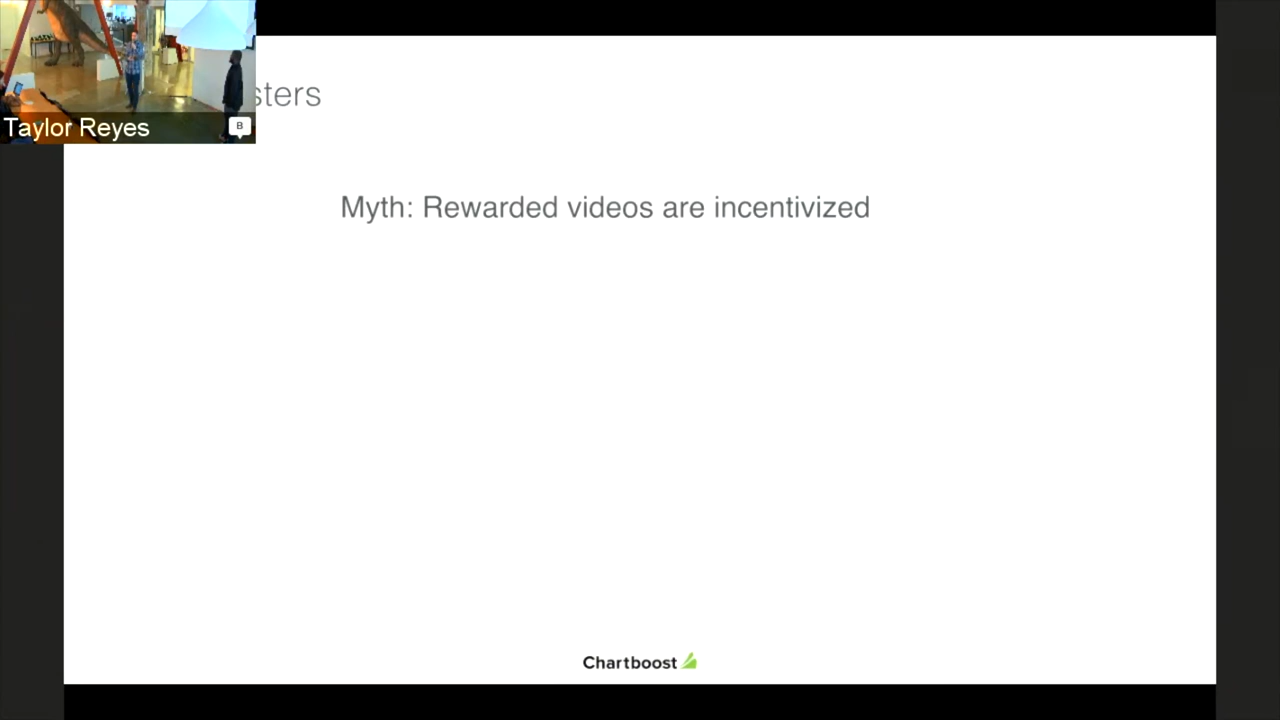 sters
Taylor Reyes
B
Myth: Rewarded videos are incentivized
Chartboost